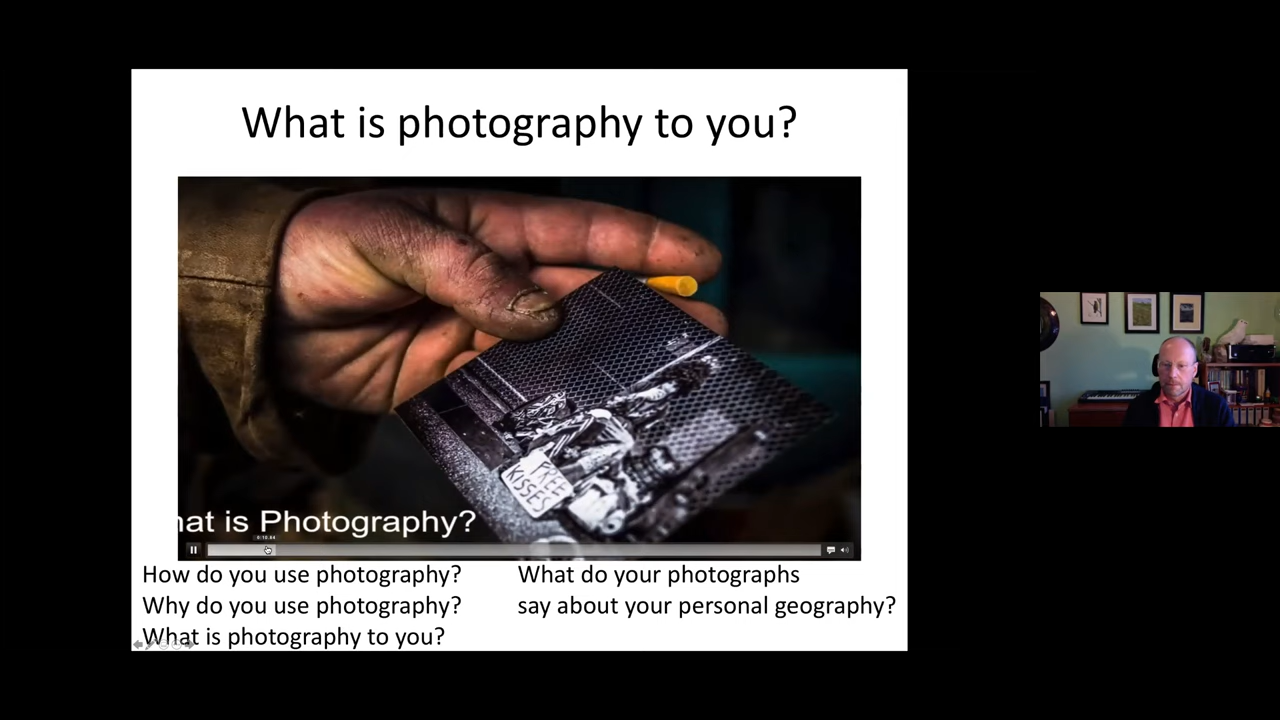 What is photography to you?
FREE
KISSES
hat is Photography?
How do you use photography?
Why do you use photography?
What is photography to you?
What do your photographs
say about your personal geography?